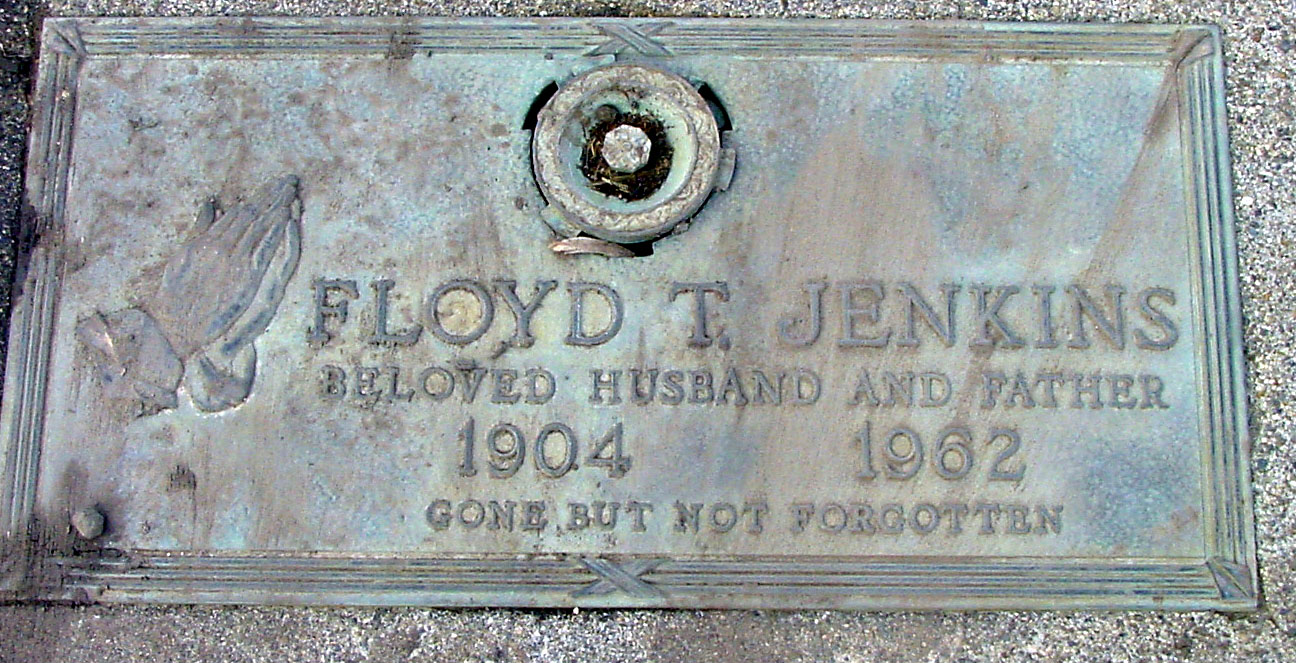 FLOYD T. JENKINS
BELOVED HUSBAND AND FATHER
1904 1962
GONE BUT NOT FORGOTTEN